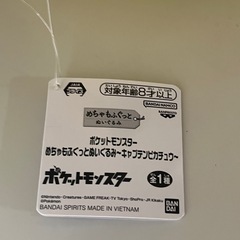 対象年齢8才以上
BANDAI NAMCO
めちゃもふぐっと
ぬいぐるみ
ポケットモンスター
めちゃもふぐっとぬいぐるみ～キャプテンピカチュウ～
ポケットモンスター
全1種
BANDAI
©Nintendo・Creatures・GAME FREAK・TV Tokyo・ShoPro・JR Kikaku
©Pokémon
BANDAI SPIRITS MADE IN VIETNAM